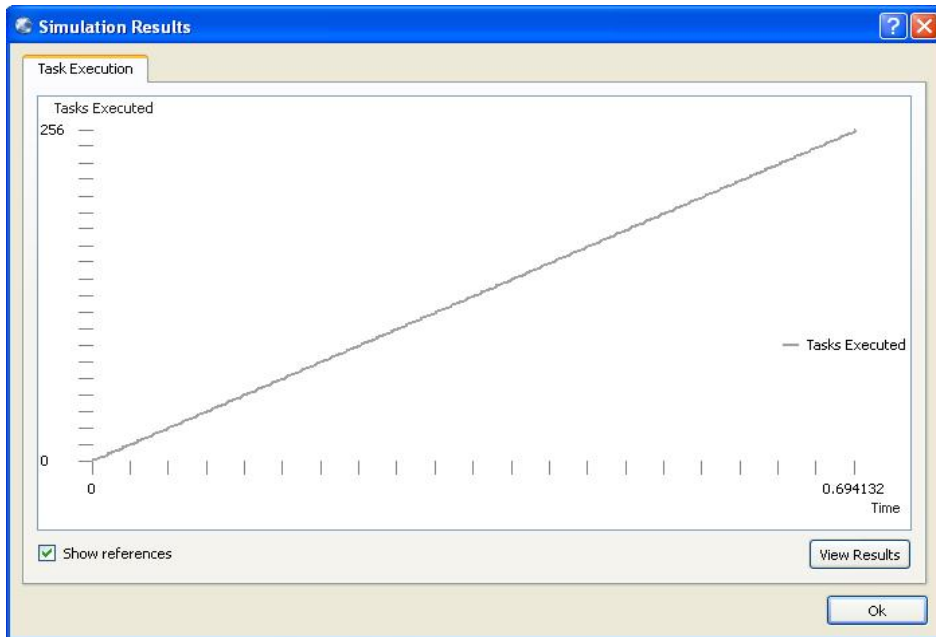 Simulation Results
Task Execution
Tasks Executed
256
Tasks Executed
0
0
0.694132
Time
Show references
View Results
Ok